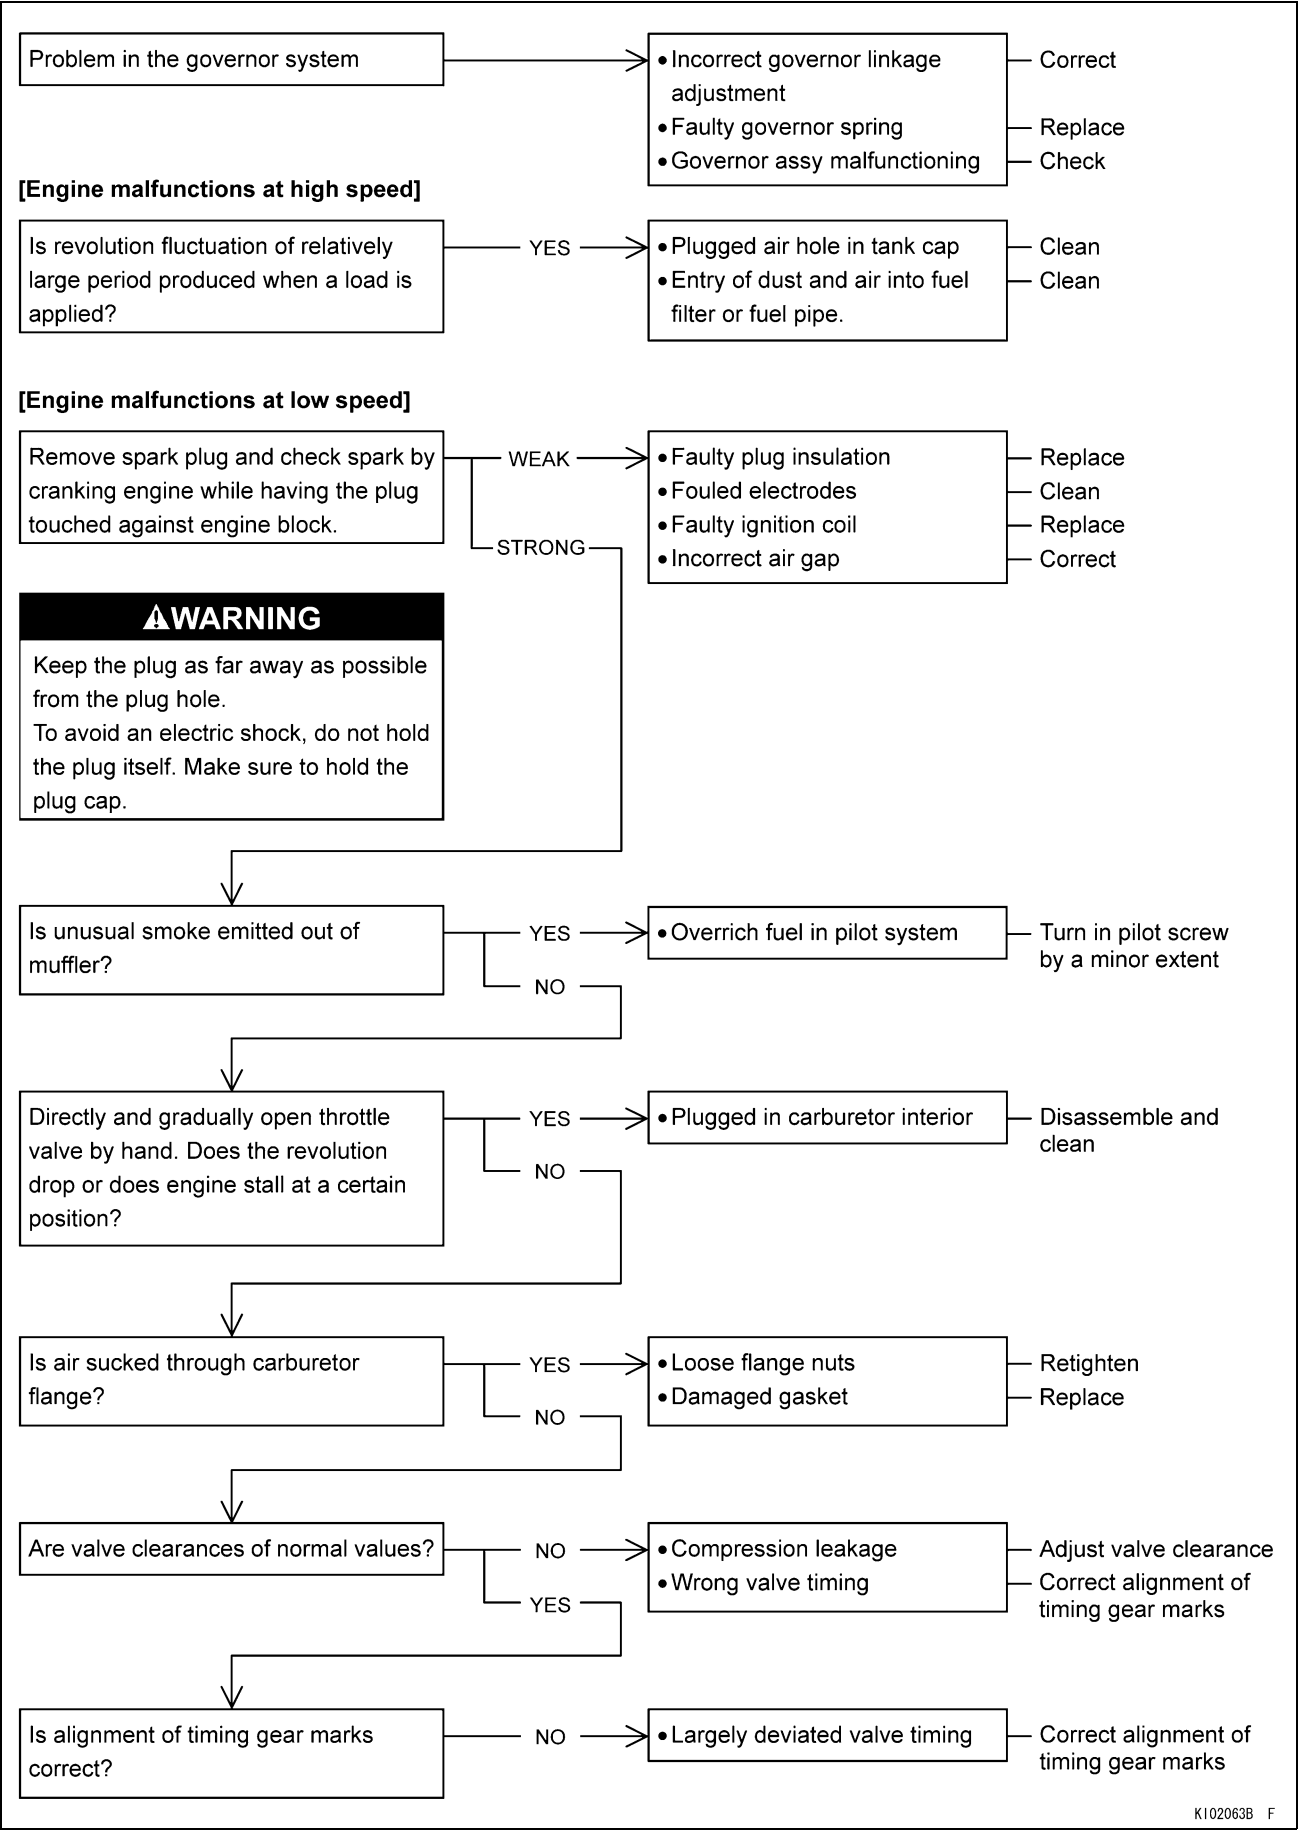 Problem in the governor system
• Incorrect governor linkage
adjustment
• Faulty governor spring
• Governor assy malfunctioning
Correct
Replace
Check
[Engine malfunctions at high speed]
Is revolution fluctuation of relatively
large period produced when a load is
applied?
YES
• Plugged air hole in tank cap
• Entry of dust and air into fuel
filter or fuel pipe.
Clean
Clean
[Engine malfunctions at low speed]
Remove spark plug and check spark by
cranking engine while having the plug
touched against engine block.
WEAK
STRONG
• Faulty plug insulation
• Fouled electrodes
• Faulty ignition coil
• Incorrect air gap
Replace
Clean
Replace
Correct
⚠WARNING
Keep the plug as far away as possible
from the plug hole.
To avoid an electric shock, do not hold
the plug itself. Make sure to hold the
plug cap.
Is unusual smoke emitted out of
muffler?
YES
NO
• Overrich fuel in pilot system
Turn in pilot screw
by a minor extent
Directly and gradually open throttle
valve by hand. Does the revolution
drop or does engine stall at a certain
position?
YES
NO
• Plugged in carburetor interior
Disassemble and
clean
Is air sucked through carburetor
flange?
YES
NO
• Loose flange nuts
• Damaged gasket
Retighten
Replace
Are valve clearances of normal values?
NO
YES
• Compression leakage
• Wrong valve timing
Adjust valve clearance
Correct alignment of
timing gear marks
Is alignment of timing gear marks
correct?
NO
• Largely deviated valve timing
Correct alignment of
timing gear marks
KI02063B F